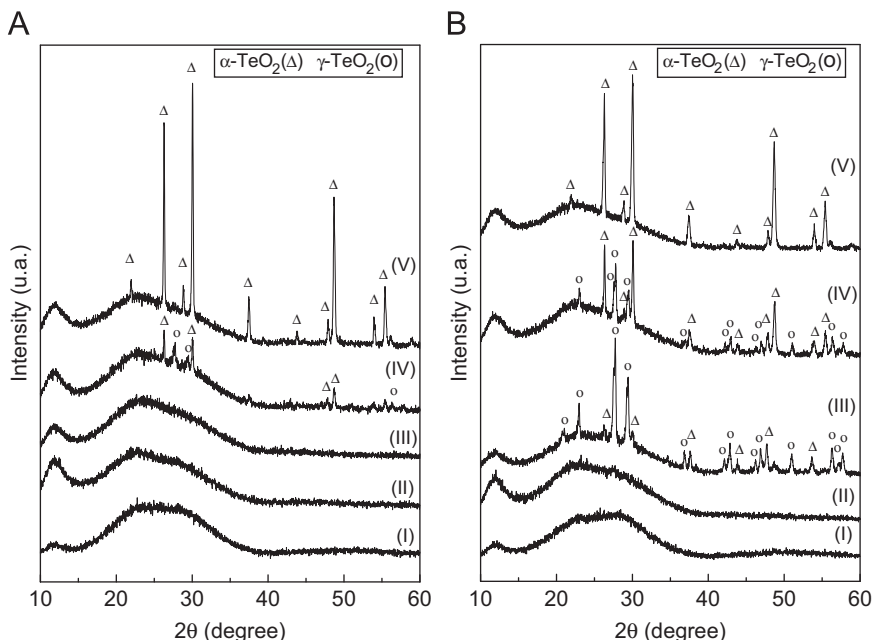 A
α-TeO2(Δ) γ-TeO2(O)
Δ Δ Δ Δ Δ Δ Δ Δ Δ Δ
(V)
Δ o o Δ Δ Δ o
(IV)
(III)
(II)
(I)
Intensity (u.a.)
10 20 30 40 50 60
2θ (degree)
B
α-TeO2(Δ) γ-TeO2(O)
Δ Δ Δ Δ Δ Δ Δ Δ Δ Δ
(V)
o Δ o o Δ o Δ o Δ o o Δ o o Δ Δ o Δ Δ o o
(IV)
o o Δ o o Δ o Δ o o Δ o o Δ o Δ o o o
(III)
(II)
(I)
Intensity (u.a.)
10 20 30 40 50 60
2θ (degree)